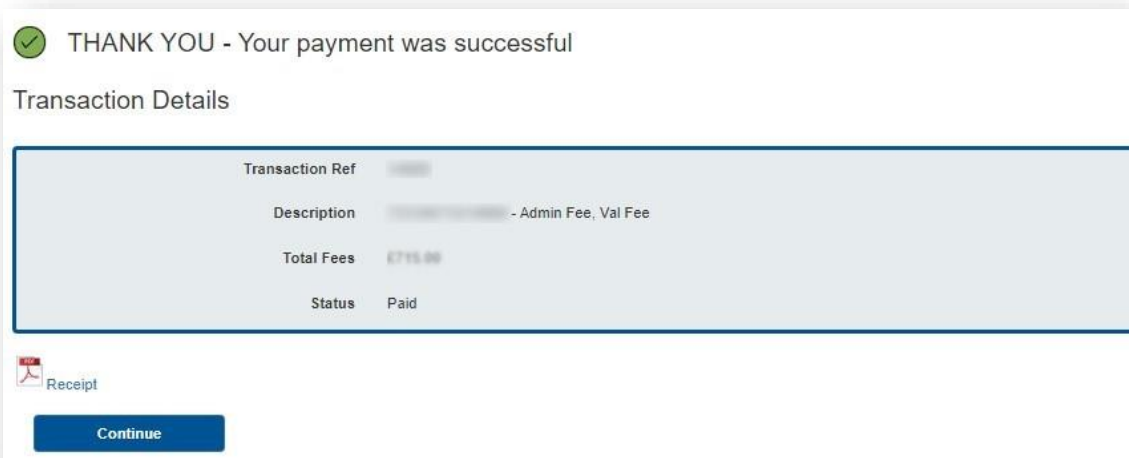 THANK YOU - Your payment was successful
Transaction Details
Transaction Ref
Description - Admin Fee, Val Fee
Total Fees
Status Paid
Receipt
Continue